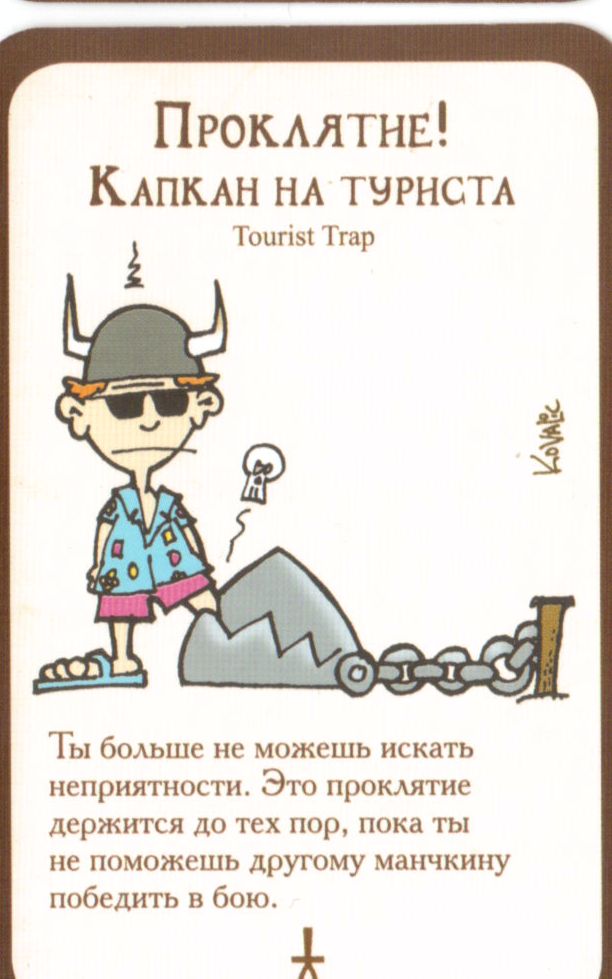 Проклятие!
Капкан на туриста
Tourist Trap
Kovalic
Ты больше не можешь искать
неприятности. Это проклятие
держится до тех пор, пока ты
не поможешь другому манчкину
победить в бою.